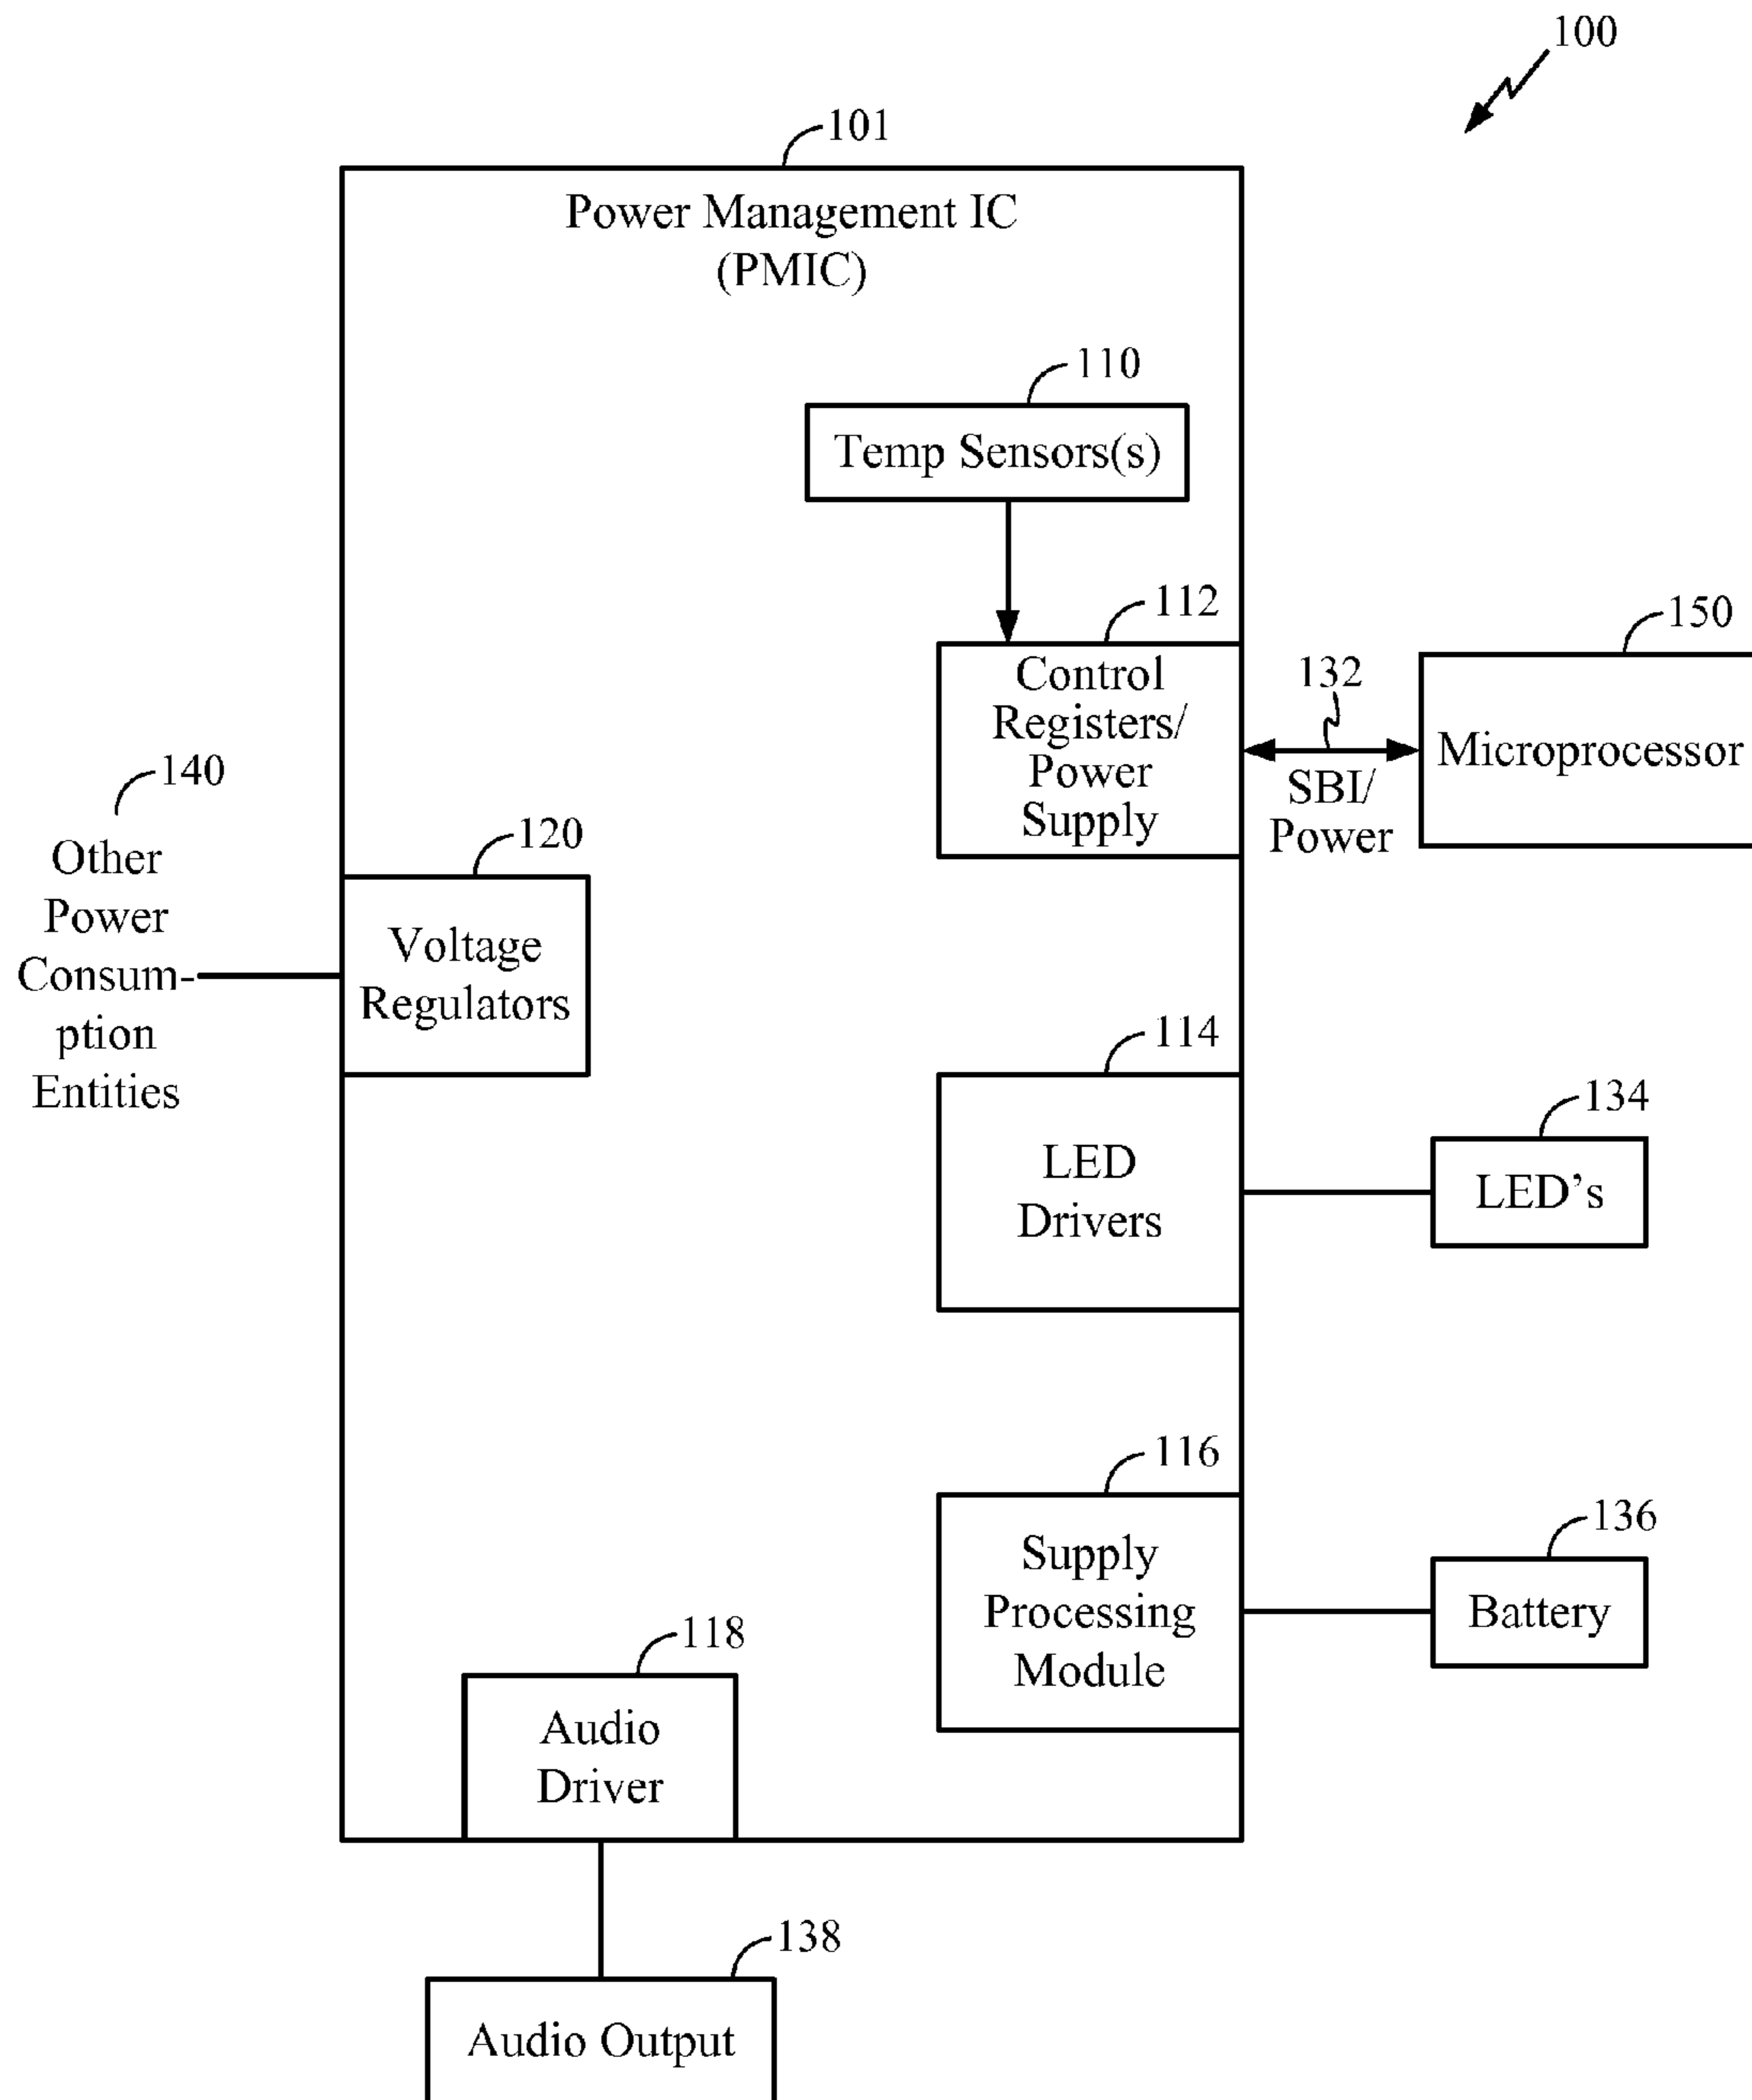 100
101
Power Management IC
(PMIC)
110
Temp Sensors(s)
112
Control
Registers/
Power
Supply
132
SBI/
Power
150
Microprocessor
140
Other
Power
Consum-
ption
Entities
120
Voltage
Regulators
114
LED
Drivers
134
LED’s
116
Supply
Processing
Module
136
Battery
118
Audio
Driver
138
Audio Output